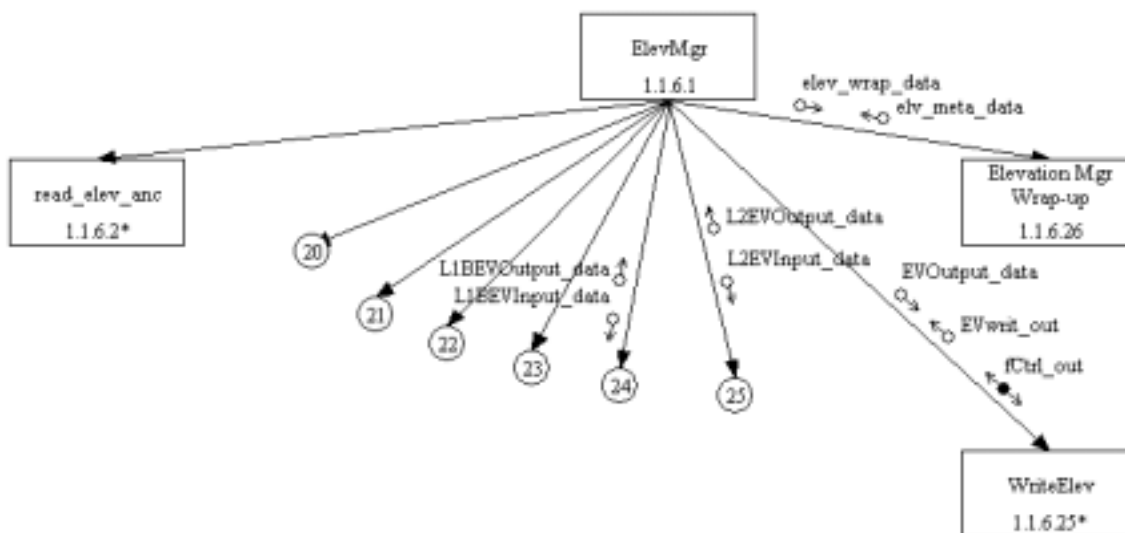 ElevMgr
1.1.6.1
elev_wrap_data
elv_meta_data
read_elev_anc
1.1.6.2*
Elevation Mgr
Wrap-up
1.1.6.26
20
21
22
23
24
25
L1BEVOutput_data
L1BEVInput_data
L2EVOutput_data
L2EVInput_data
EVOutput_data
EVwrit_out
fCtrl_out
WriteElev
1.1.6.25*